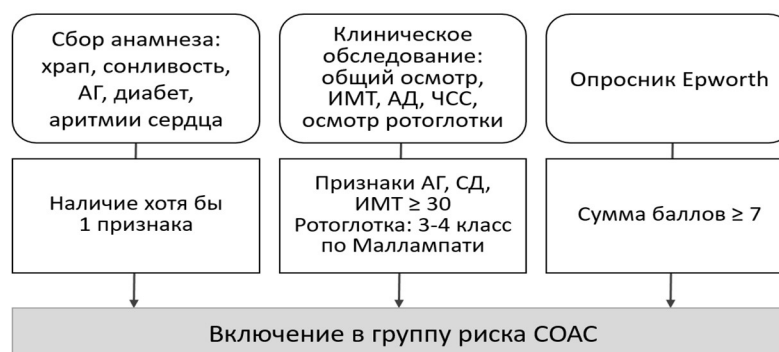 Сбор анамнеза:
храп, сонливость,
АГ, диабет,
аритмии сердца
Клиническое
обследование:
общий осмотр,
ИМТ, АД, ЧСС,
осмотр ротоглотки
Опросник Epworth
Наличие хотя бы
1 признака
Признаки АГ, СД,
ИМТ ≥ 30
Ротоглотка: 3-4 класс
по Маллампати
Сумма баллов ≥ 7
Включение в группу риска СОАС